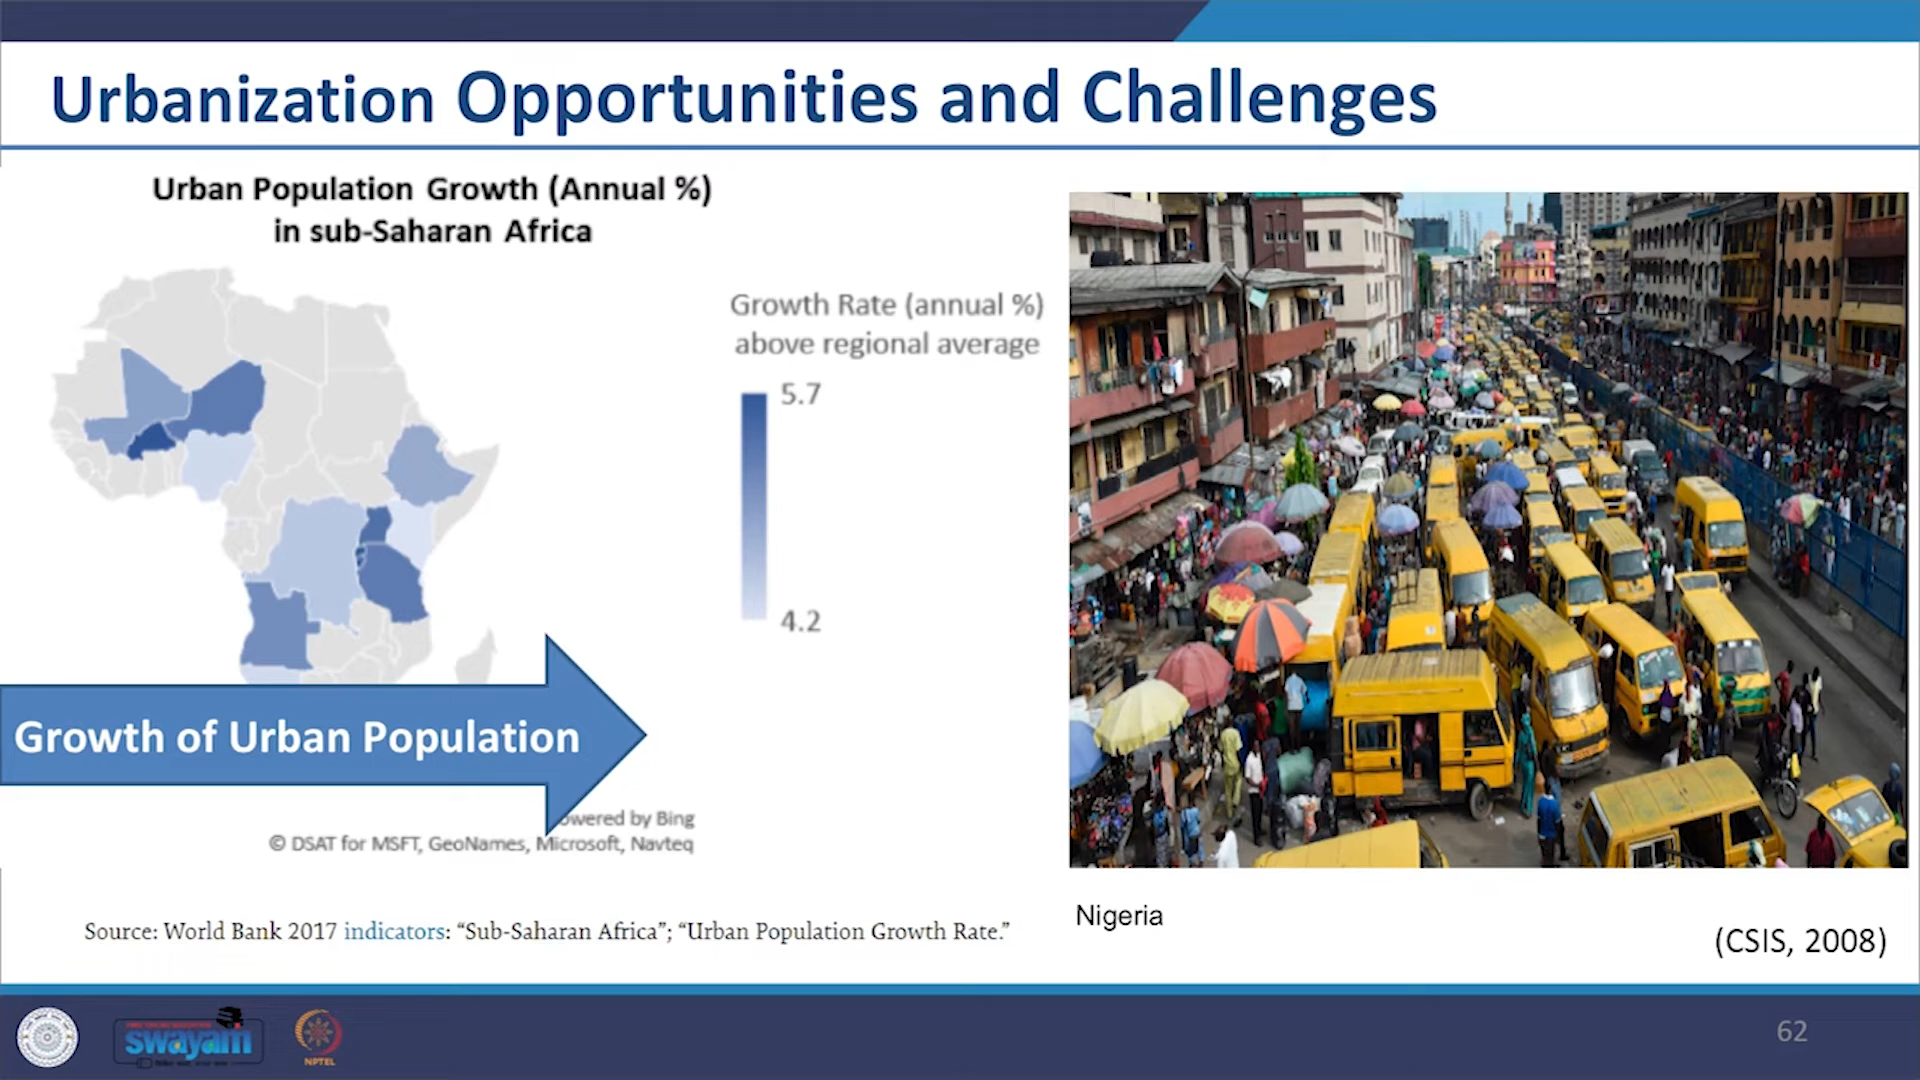 Urbanization Opportunities and Challenges
Urban Population Growth (Annual %)
in sub-Saharan Africa
Growth Rate (annual %)
above regional average
5.7
4.2
Growth of Urban Population
owered by Bing
© DSAT for MSFT, GeoNames, Microsoft, Navteq
Source: World Bank 2017 indicators: “Sub-Saharan Africa”; “Urban Population Growth Rate.”
Nigeria
(CSIS, 2008)
swayam
NPTEL
62